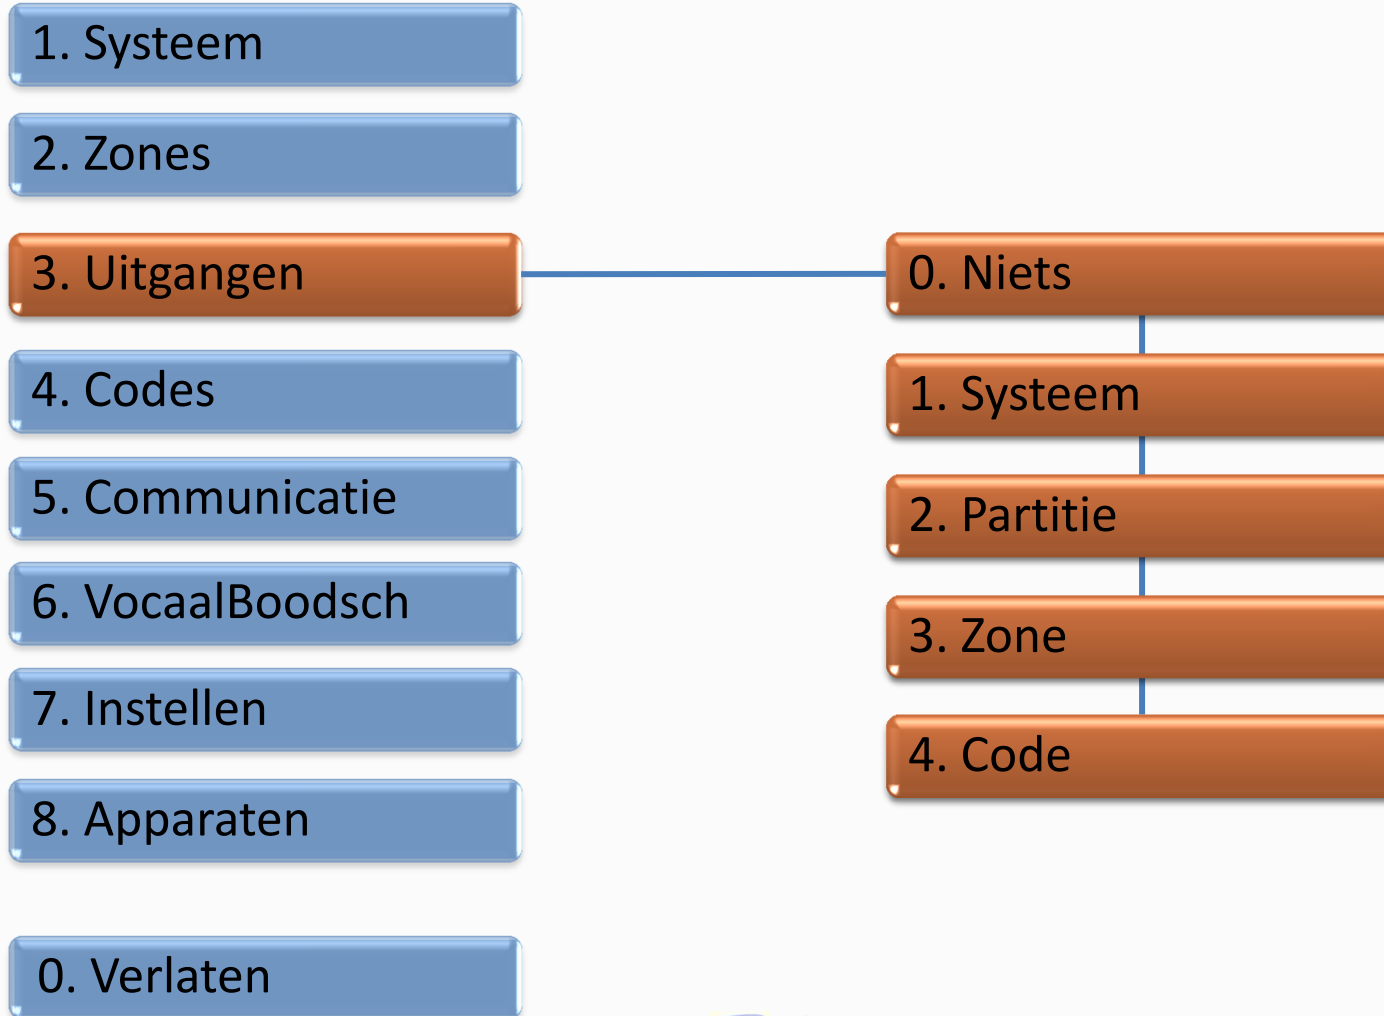 1. Systeem
2. Zones
3. Uitgangen
4. Codes
5. Communicatie
6. VocaalBoodsch
7. Instellen
8. Apparaten
0. Verlaten
0. Niets
1. Systeem
2. Partitie
3. Zone
4. Code